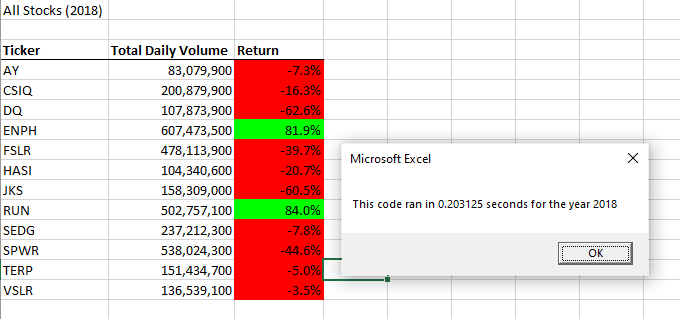 All Stocks (2018)
Ticker Total Daily Volume Return
AY 83,079,900 -7.3%
CSIQ 200,879,900 -16.3%
DQ 107,873,900 -62.6%
ENPH 607,473,500 81.9%
FSLR 478,113,900 -39.7%
HASI 104,340,600 -20.7%
JKS 158,309,000 -60.5%
RUN 502,757,100 84.0%
SEDG 237,212,300 -7.8%
SPWR 538,024,300 -44.6%
TERP 151,434,700 -5.0%
VSLR 136,539,100 -3.5%
Microsoft Excel
This code ran in 0.203125 seconds for the year 2018
OK